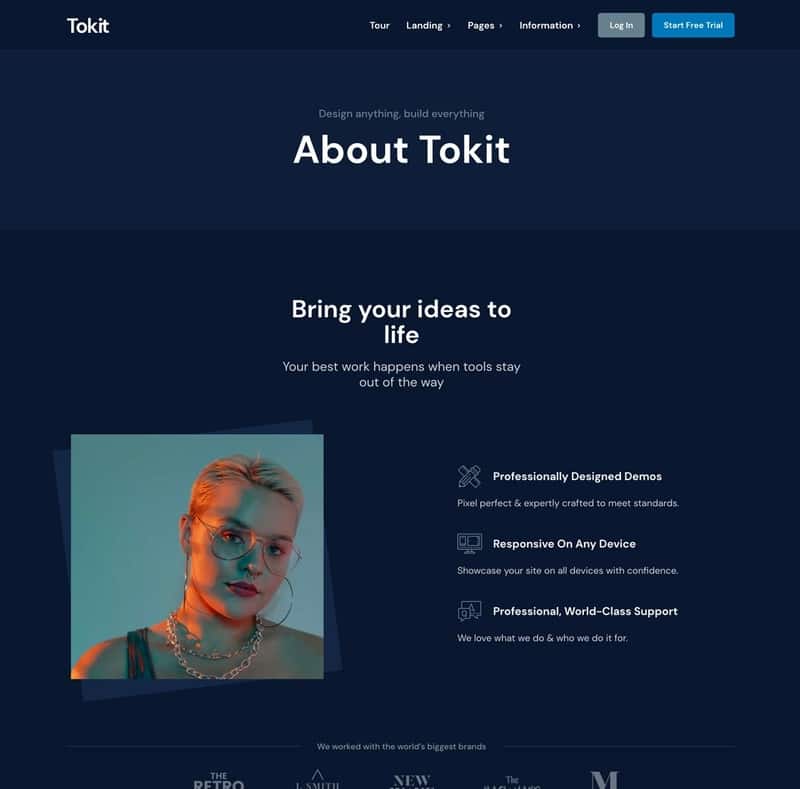 Tokit
Tour
Landing
Pages
Information
Log In
Start Free Trial
Design anything, build everything
About Tokit
Bring your ideas to
life
Your best work happens when tools stay
out of the way
Professionally Designed Demos
Pixel perfect & expertly crafted to meet standards.
Responsive On Any Device
Showcase your site on all devices with confidence.
Professional, World-Class Support
We love what we do & who we do it for.
We worked with the world's biggest brands
THE
RETRO
NEW
The
M